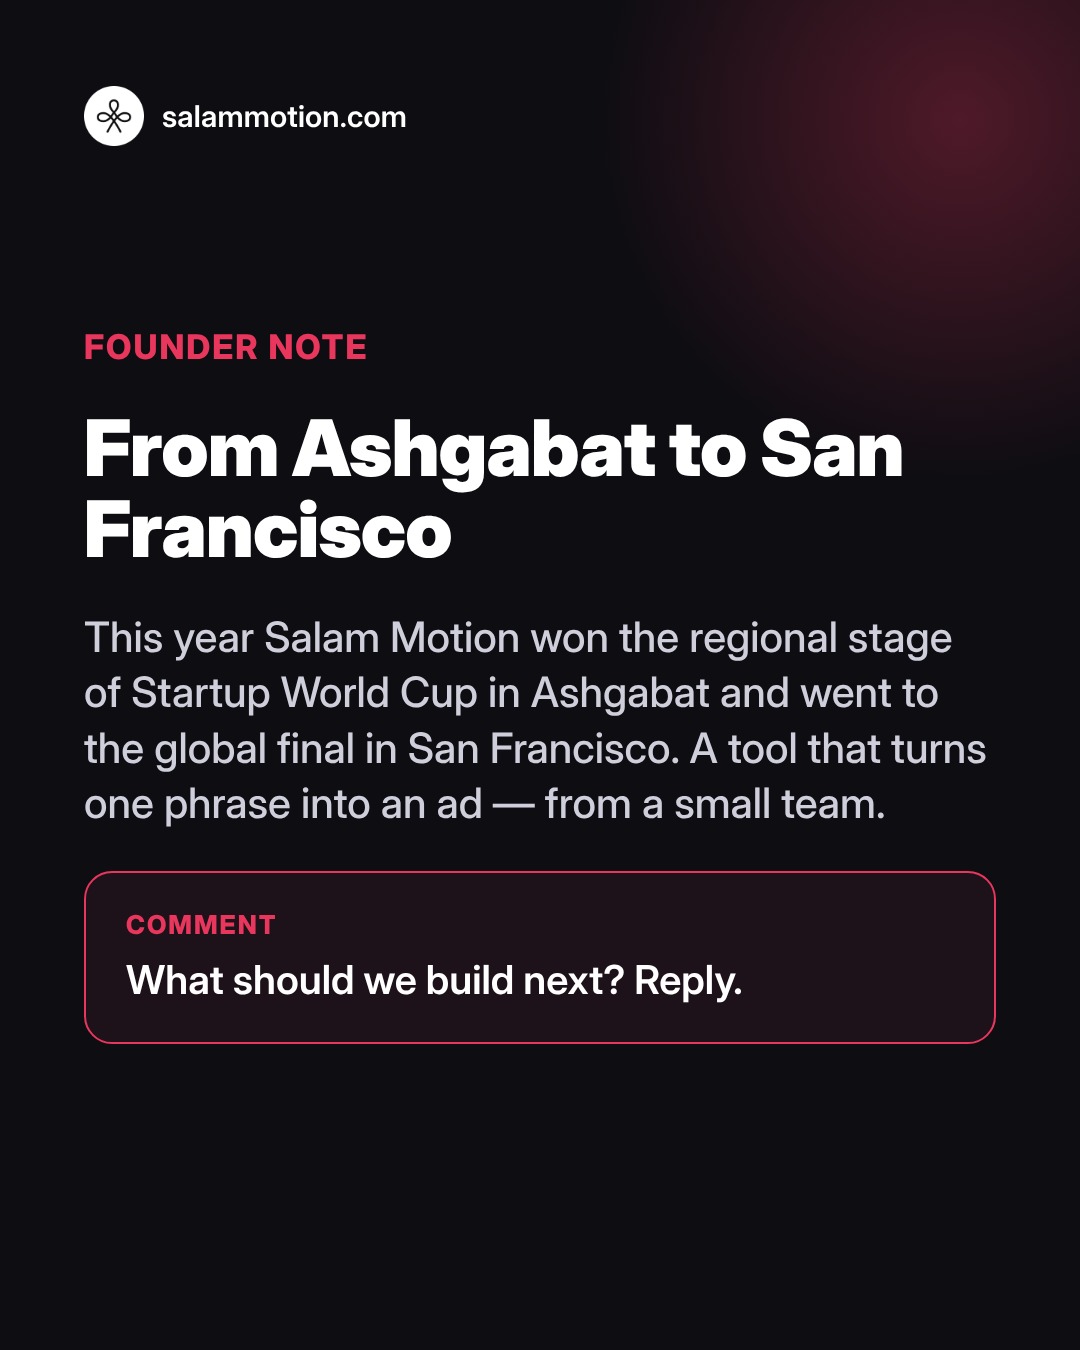 salammotion.com
FOUNDER NOTE
From Ashgabat to San
Francisco
This year Salam Motion won the regional stage
of Startup World Cup in Ashgabat and went to
the global final in San Francisco. A tool that turns
one phrase into an ad — from a small team.
COMMENT
What should we build next? Reply.